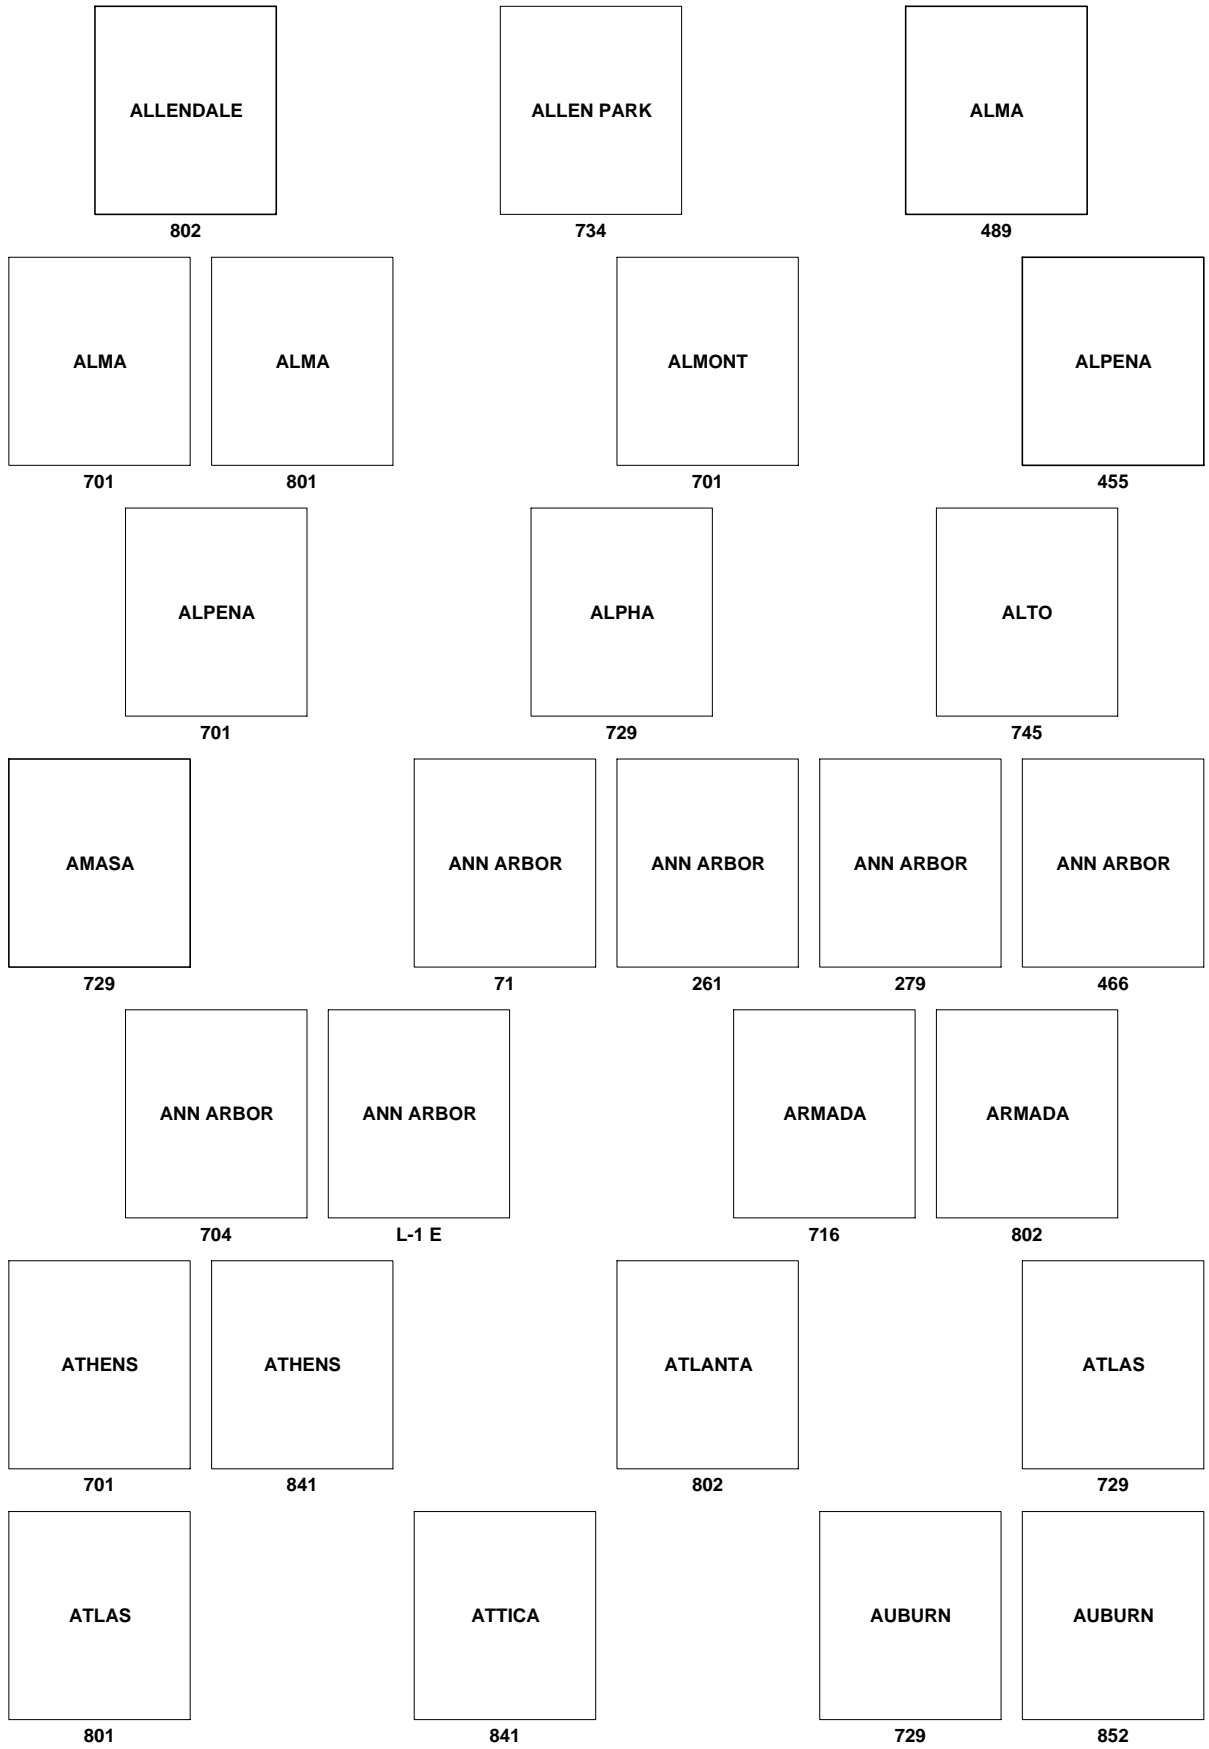 ALLENDALE ALLEN PARK ALMA
802 734 489
ALMA ALMA ALMONT ALPENA
701 801 701 455
ALPENA ALPHA ALTO
701 729 745
AMASA ANN ARBOR ANN ARBOR ANN ARBOR ANN ARBOR
729 71 261 279 466
ANN ARBOR ANN ARBOR ARMADA ARMADA
704 L-1 E 716 802
ATHENS ATHENS ATLANTA ATLAS
701 841 802 729
ATLAS ATTICA AUBURN AUBURN
801 841 729 852